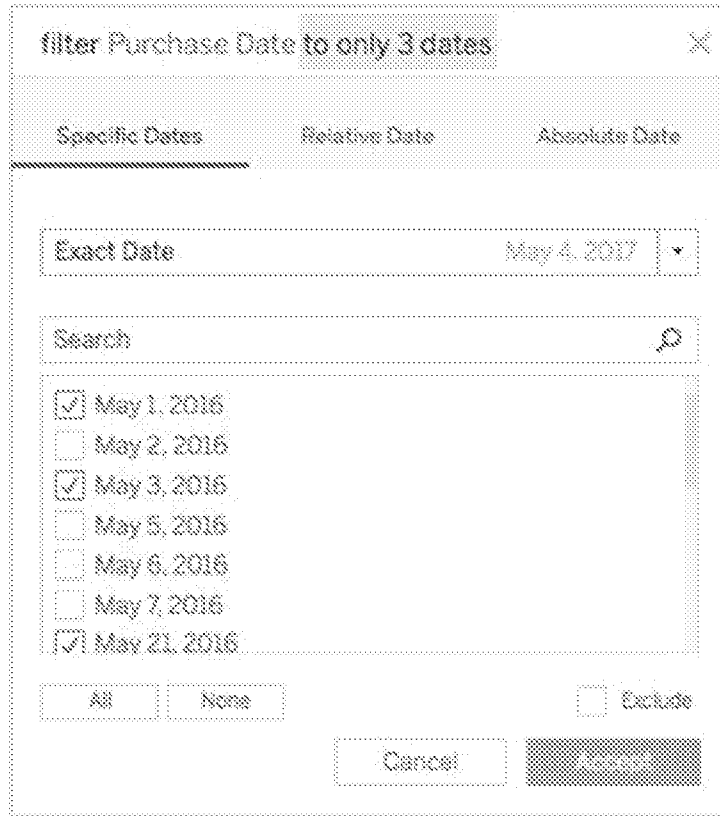 filter Purchase Date to only 3 dates
Specific Dates Relative Date Absolute Date
Exact Date May 4, 2017
Search
May 1, 2016
May 2, 2016
May 3, 2016
May 5, 2016
May 6, 2016
May 7, 2016
May 21, 2016
All None Exclude
Cancel